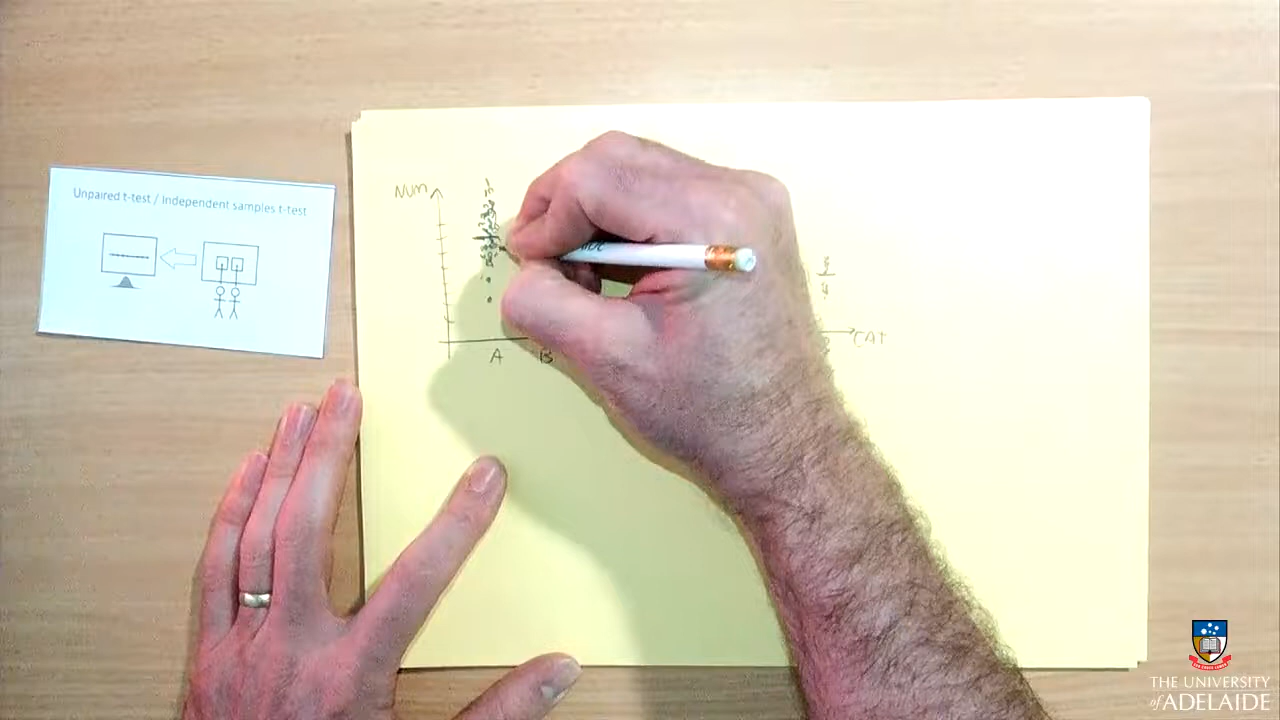 Unpaired t-test / Independent samples t-test
NUM
A B
CAT
THE UNIVERSITY
of ADELAIDE